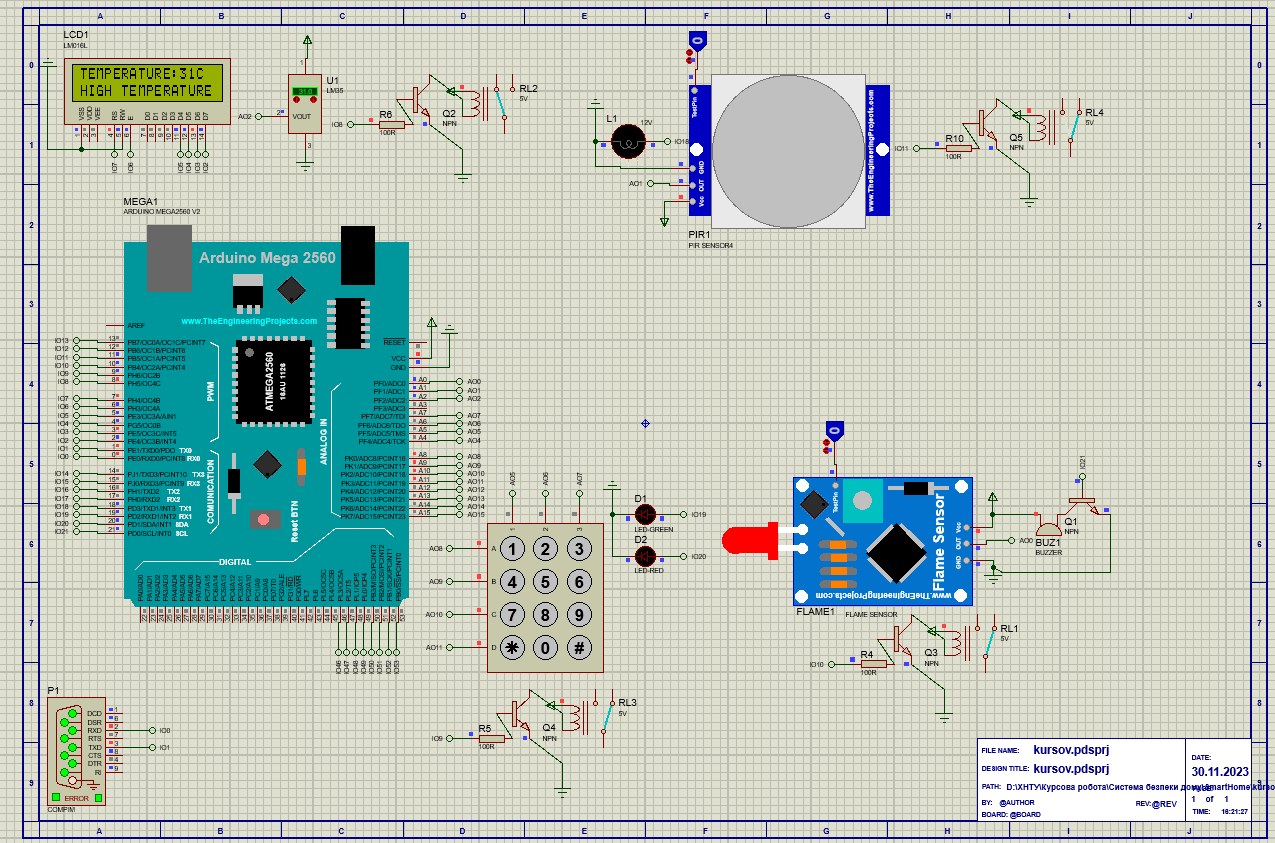 A B C D E F G H I J
LCD1
LM016L
TEMPERATURE:31C
HIGH TEMPERATURE
VSS VDD VEE RS RW E D0 D1 D2 D3 D4 D5 D6 D7
1 2 3 4 5 6 7 8 9 10 11 12 13 14
IO7 IO6 IO5 IO4 IO3 IO2
U1
LM35
31.0
VOUT
1
2
3
AO2
IO8
R6
100R
Q2
NPN
RL2
5V
L1
12V
IO18
AO1
TestPin
GND
OUT
Vcc
www.TheEngineeringProjects.com
PIR1
PIR SENSOR4
0
IO11
R10
100R
Q5
NPN
RL4
5V
MEGA1
ARDUINO MEGA2560 V2
Arduino Mega 2560
www.TheEngineeringProjects.com
ATMEGA2560
16AU 1126
AREF
RESET
VCC
GND
IO13 13 PB7/OC0A/OC1C/PCINT7
IO12 12 PB6/OC1B/PCINT6
IO11 11 PB5/OC1A/PCINT5
IO10 10 PB4/OC2A/PCINT4
IO9 9 PH6/OC2B
IO8 8 PH5/OC4C
IO7 7 PH4/OC4B
IO6 6 PH3/OC4A
IO5 5 PE3/OC3A/AIN1
IO4 4 PG5/OC0B
IO3 3 PE5/OC3C/INT5
IO2 2 PE4/OC3B/INT4
IO1 1 PE1/TXD0/PDO TX0
IO0 0 PE0/RXD0/PCINT8 RX0
IO14 14 PJ1/TXD3/PCINT10 TX3
IO15 15 PJ0/RXD3/PCINT9 RX3
IO16 16 PH1/TXD2 TX2
IO17 17 PH0/RXD2 RX2
IO18 18 PD3/TXD1/INT3 TX1
IO19 19 PD2/RXD1/INT2 RX1
IO20 20 PD1/SDA/INT1 SDA
IO21 21 PD0/SCL/INT0 SCL
PWM
COMUNICATION
ANALOG IN
Reset BTN
DIGITAL
PF0/ADC0 A0 AO0
PF1/ADC1 A1 AO1
PF2/ADC2 A2 AO2
PF3/ADC3 A3
PF7/ADC7/TDI A7 AO7
PF6/ADC6/TDO A6 AO6
PF5/ADC5/TMS A5 AO5
PF4/ADC4/TCK A4 AO4
PK0/ADC8/PCINT16 A8 AO8
PK1/ADC9/PCINT17 A9 AO9
PK2/ADC10/PCINT18 A10 AO10
PK3/ADC11/PCINT19 A11 AO11
PK4/ADC12/PCINT20 A12 AO12
PK5/ADC13/PCINT21 A13 AO13
PK6/ADC14/PCINT22 A14 AO14
PK7/ADC15/PCINT23 A15 AO15
IO46 IO47 IO48 IO49 IO50 IO51 IO52 IO53
AO5 AO6 AO7
1 2 3
AO8 A 1 2 3
AO9 B 4 5 6
AO10 C 7 8 9
AO11 D * 0 #
D1
IO19
LED-GREEN
D2
IO20
LED-RED
0
TestPin
Flame Sensor
Vcc
OUT
GND
www.TheEngineeringProjects.com
FLAME1
FLAME SENSOR
AO0
BUZ1
BUZZER
Q1
NPN
IO21
IO10
R4
100R
Q3
NPN
RL1
5V
P1
DCD 1
DSR 6
RXD 2 IO0
RTS 7
TXD 3 IO1
CTS 8
DTR 4
RI 9
ERROR
COMPIM
IO9
R5
100R
Q4
NPN
RL3
5V
FILE NAME: kursov.pdsprj
DESIGN TITLE: kursov.pdsprj
PATH: D:\ХНТУ\Курсова робота\Система безпеки
BY: @AUTHOR
REV:@REV
BOARD: @BOARD
DATE:
30.11.2023
1 of 1
TIME: 16:21:27
0 1 2 3 4 5 6 7 8 9
A B C D E F G H I J